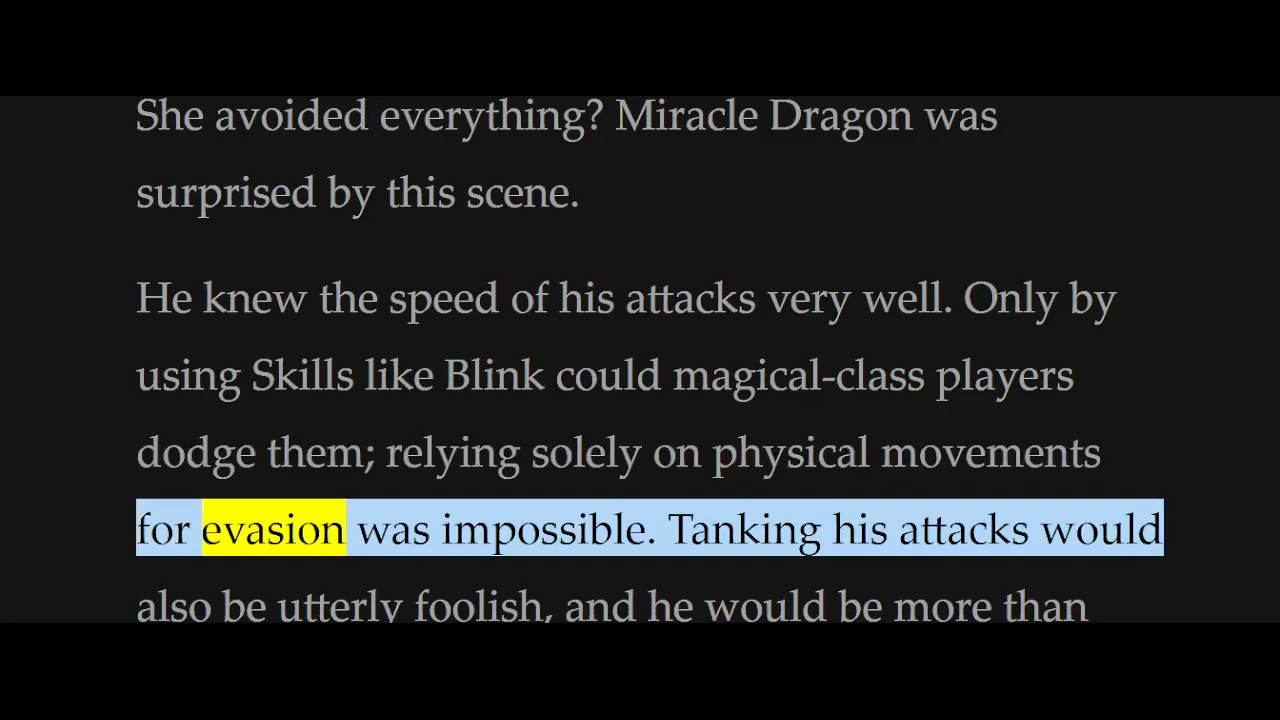 She avoided everything? Miracle Dragon was
surprised by this scene.
He knew the speed of his attacks very well. Only by
using Skills like Blink could magical-class players
dodge them; relying solely on physical movements
for evasion was impossible. Tanking his attacks would
also be utterly foolish, and he would be more than